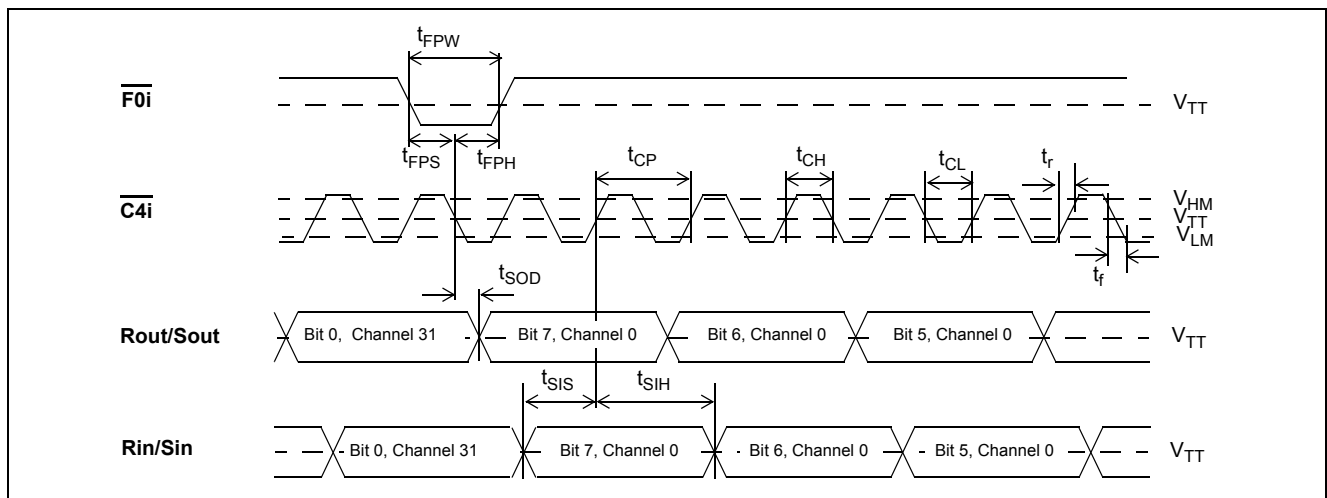 tFPW
F0i
VTT
tFPS
tFPH
tCP
tCH
tCL
tr
C4i
VHM
VTT
VLM
tf
tSOD
Rout/Sout
Bit 0, Channel 31
Bit 7, Channel 0
Bit 6, Channel 0
Bit 5, Channel 0
VTT
tSIS
tSIH
Rin/Sin
Bit 0, Channel 31
Bit 7, Channel 0
Bit 6, Channel 0
Bit 5, Channel 0
VTT